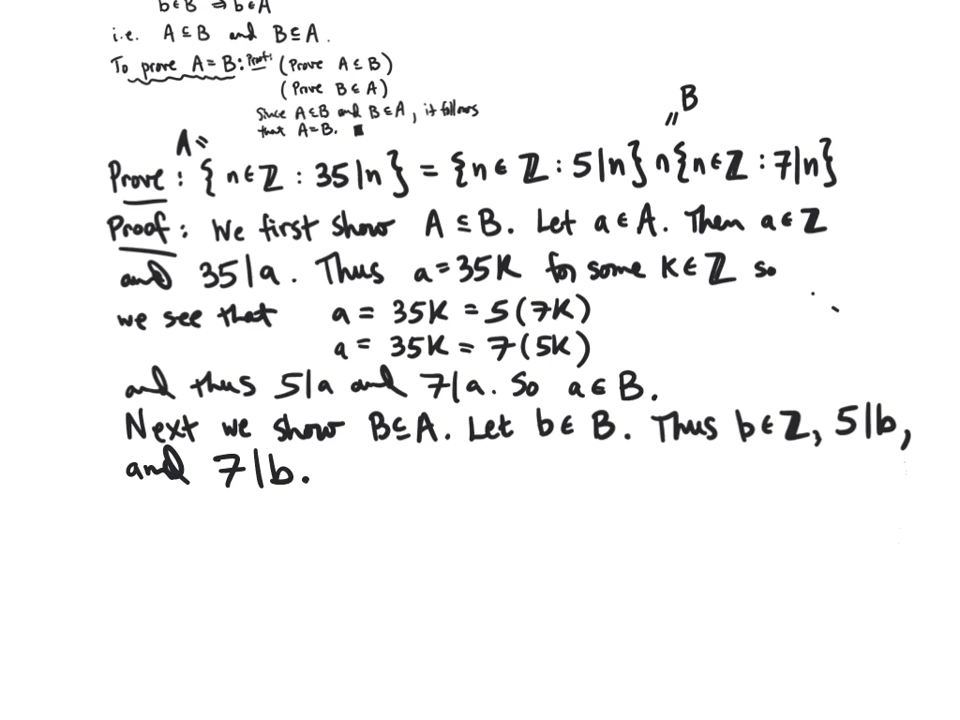 b ∈ B ⇒ b ∈ A
i.e. A ⊆ B and B ⊆ A.
To prove A = B: Proof: (Prove A ⊆ B)
(Prove B ⊆ A)
Since A ⊆ B and B ⊆ A, it follows
that A = B. ■
A =
= B
Prove: {n ∈ ℤ : 35|n} = {n ∈ ℤ : 5|n} ∩ {n ∈ ℤ : 7|n}
Proof: We first show A ⊆ B. Let a ∈ A. Then a ∈ ℤ
and 35|a. Thus a = 35K for some K ∈ ℤ so
we see that a = 35K = 5(7K)
a = 35K = 7(5K)
and thus 5|a and 7|a. So a ∈ B.
Next we show B ⊆ A. Let b ∈ B. Thus b ∈ ℤ, 5|b,
and 7|b.